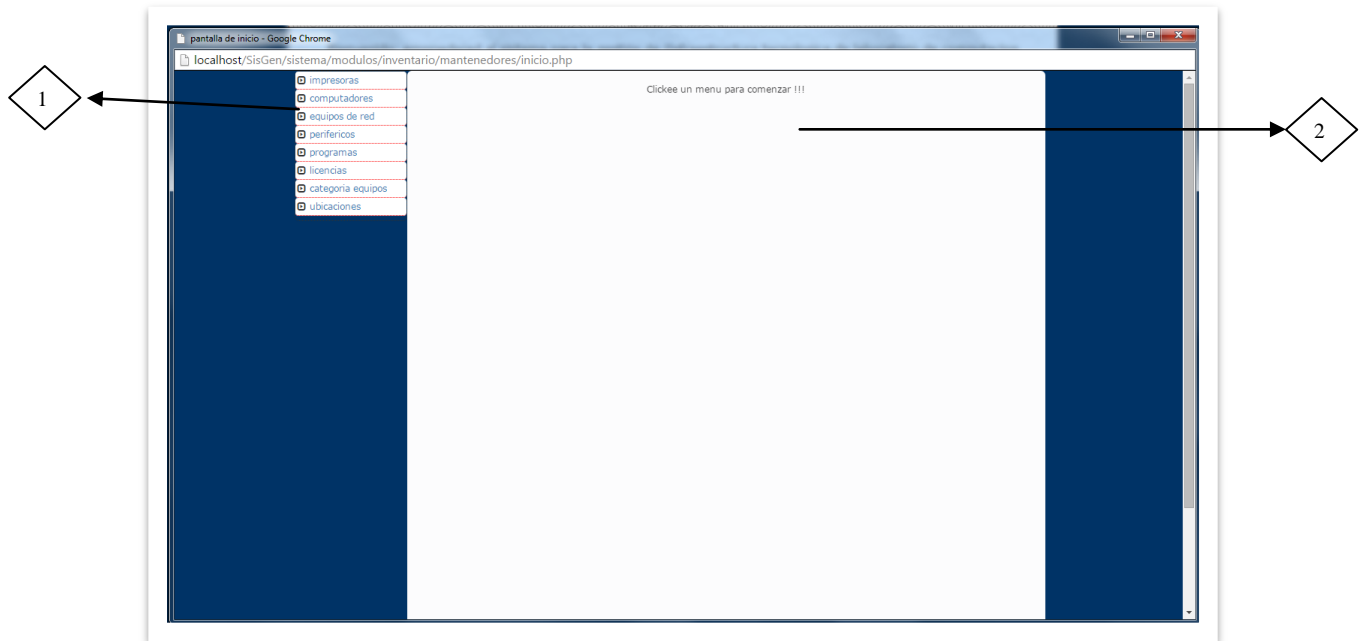 pantalla de inicio - Google Chrome
localhost/SisGen/sistema/modulos/inventario/mantenedores/inicio.php
impresoras
computadores
equipos de red
perifericos
programas
licencias
categoria equipos
ubicaciones
Clickee un menu para comenzar !!!
1
2